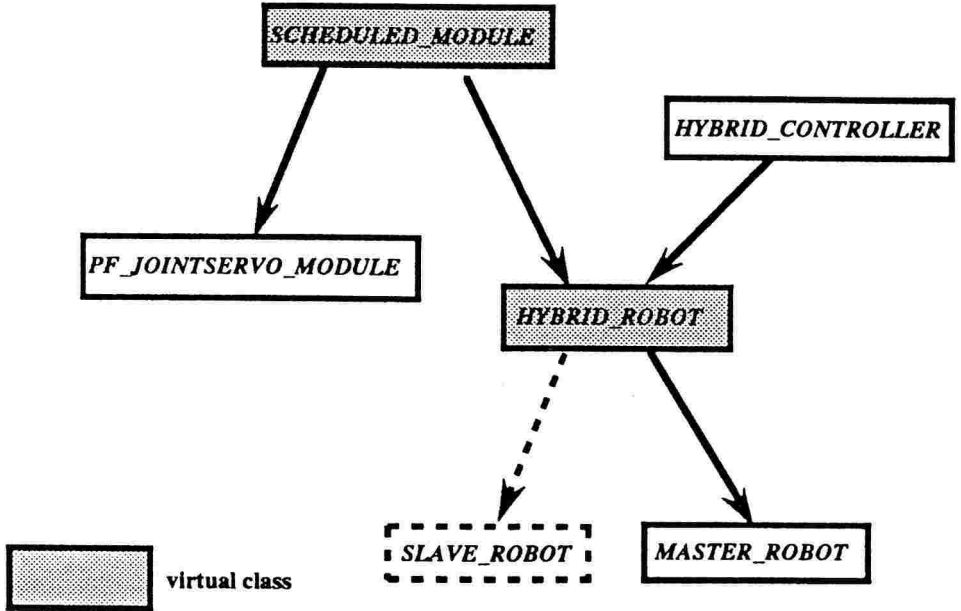 SCHEDULED_MODULE
HYBRID_CONTROLLER
PF_JOINTSERVO_MODULE
HYBRID_ROBOT
SLAVE_ROBOT
MASTER_ROBOT
virtual class